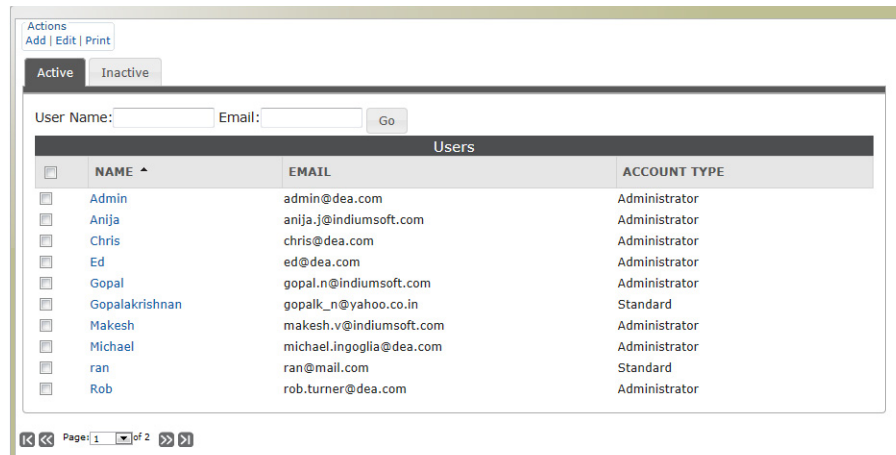 Actions
Add | Edit | Print
Active Inactive
User Name: Email: Go
Users
NAME EMAIL ACCOUNT TYPE
Admin admin@dea.com Administrator
Anija anija.j@indiumsoft.com Administrator
Chris chris@dea.com Administrator
Ed ed@dea.com Administrator
Gopal gopal.n@indiumsoft.com Administrator
Gopalakrishnan gopalk_n@yahoo.co.in Standard
Makesh makesh.v@indiumsoft.com Administrator
Michael michael.ingoglia@dea.com Administrator
ran ran@mail.com Standard
Rob rob.turner@dea.com Administrator
Page: 1 of 2